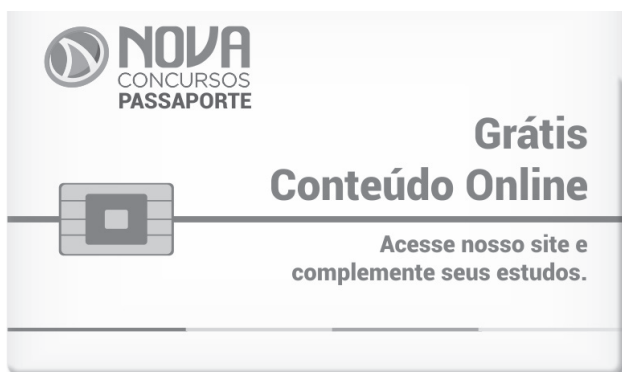 NOVA
CONCURSOS
PASSAPORTE
Grátis
Conteúdo Online
Acesse nosso site e
complemente seus estudos.